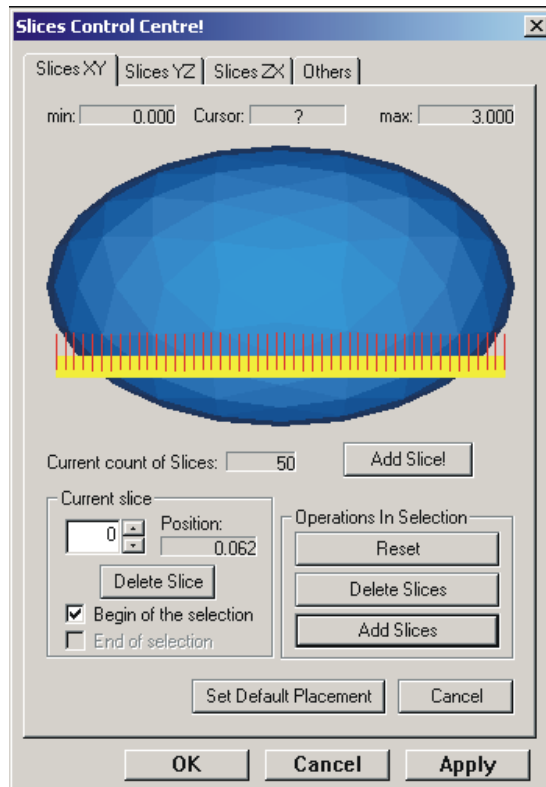 Slices Control Centre!
Slices XY Slices YZ Slices ZX Others
min: 0.000 Cursor: ? max: 3.000
Current count of Slices: 50 Add Slice!
Current slice
0 Position:
0.062
Delete Slice
Begin of the selection
End of selection
Operations In Selection
Reset
Delete Slices
Add Slices
Set Default Placement Cancel
OK Cancel Apply